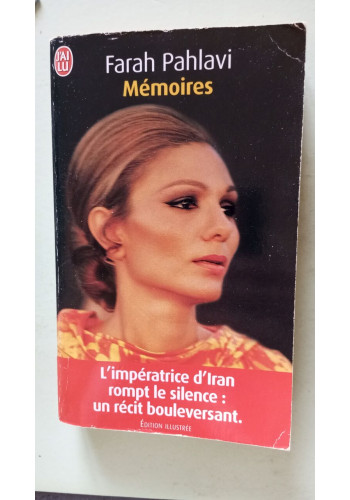 J'AI
LU
Farah Pahlavi
Mémoires
L'impératrice d'Iran
rompt le silence :
un récit bouleversant.
ÉDITION ILLUSTRÉE